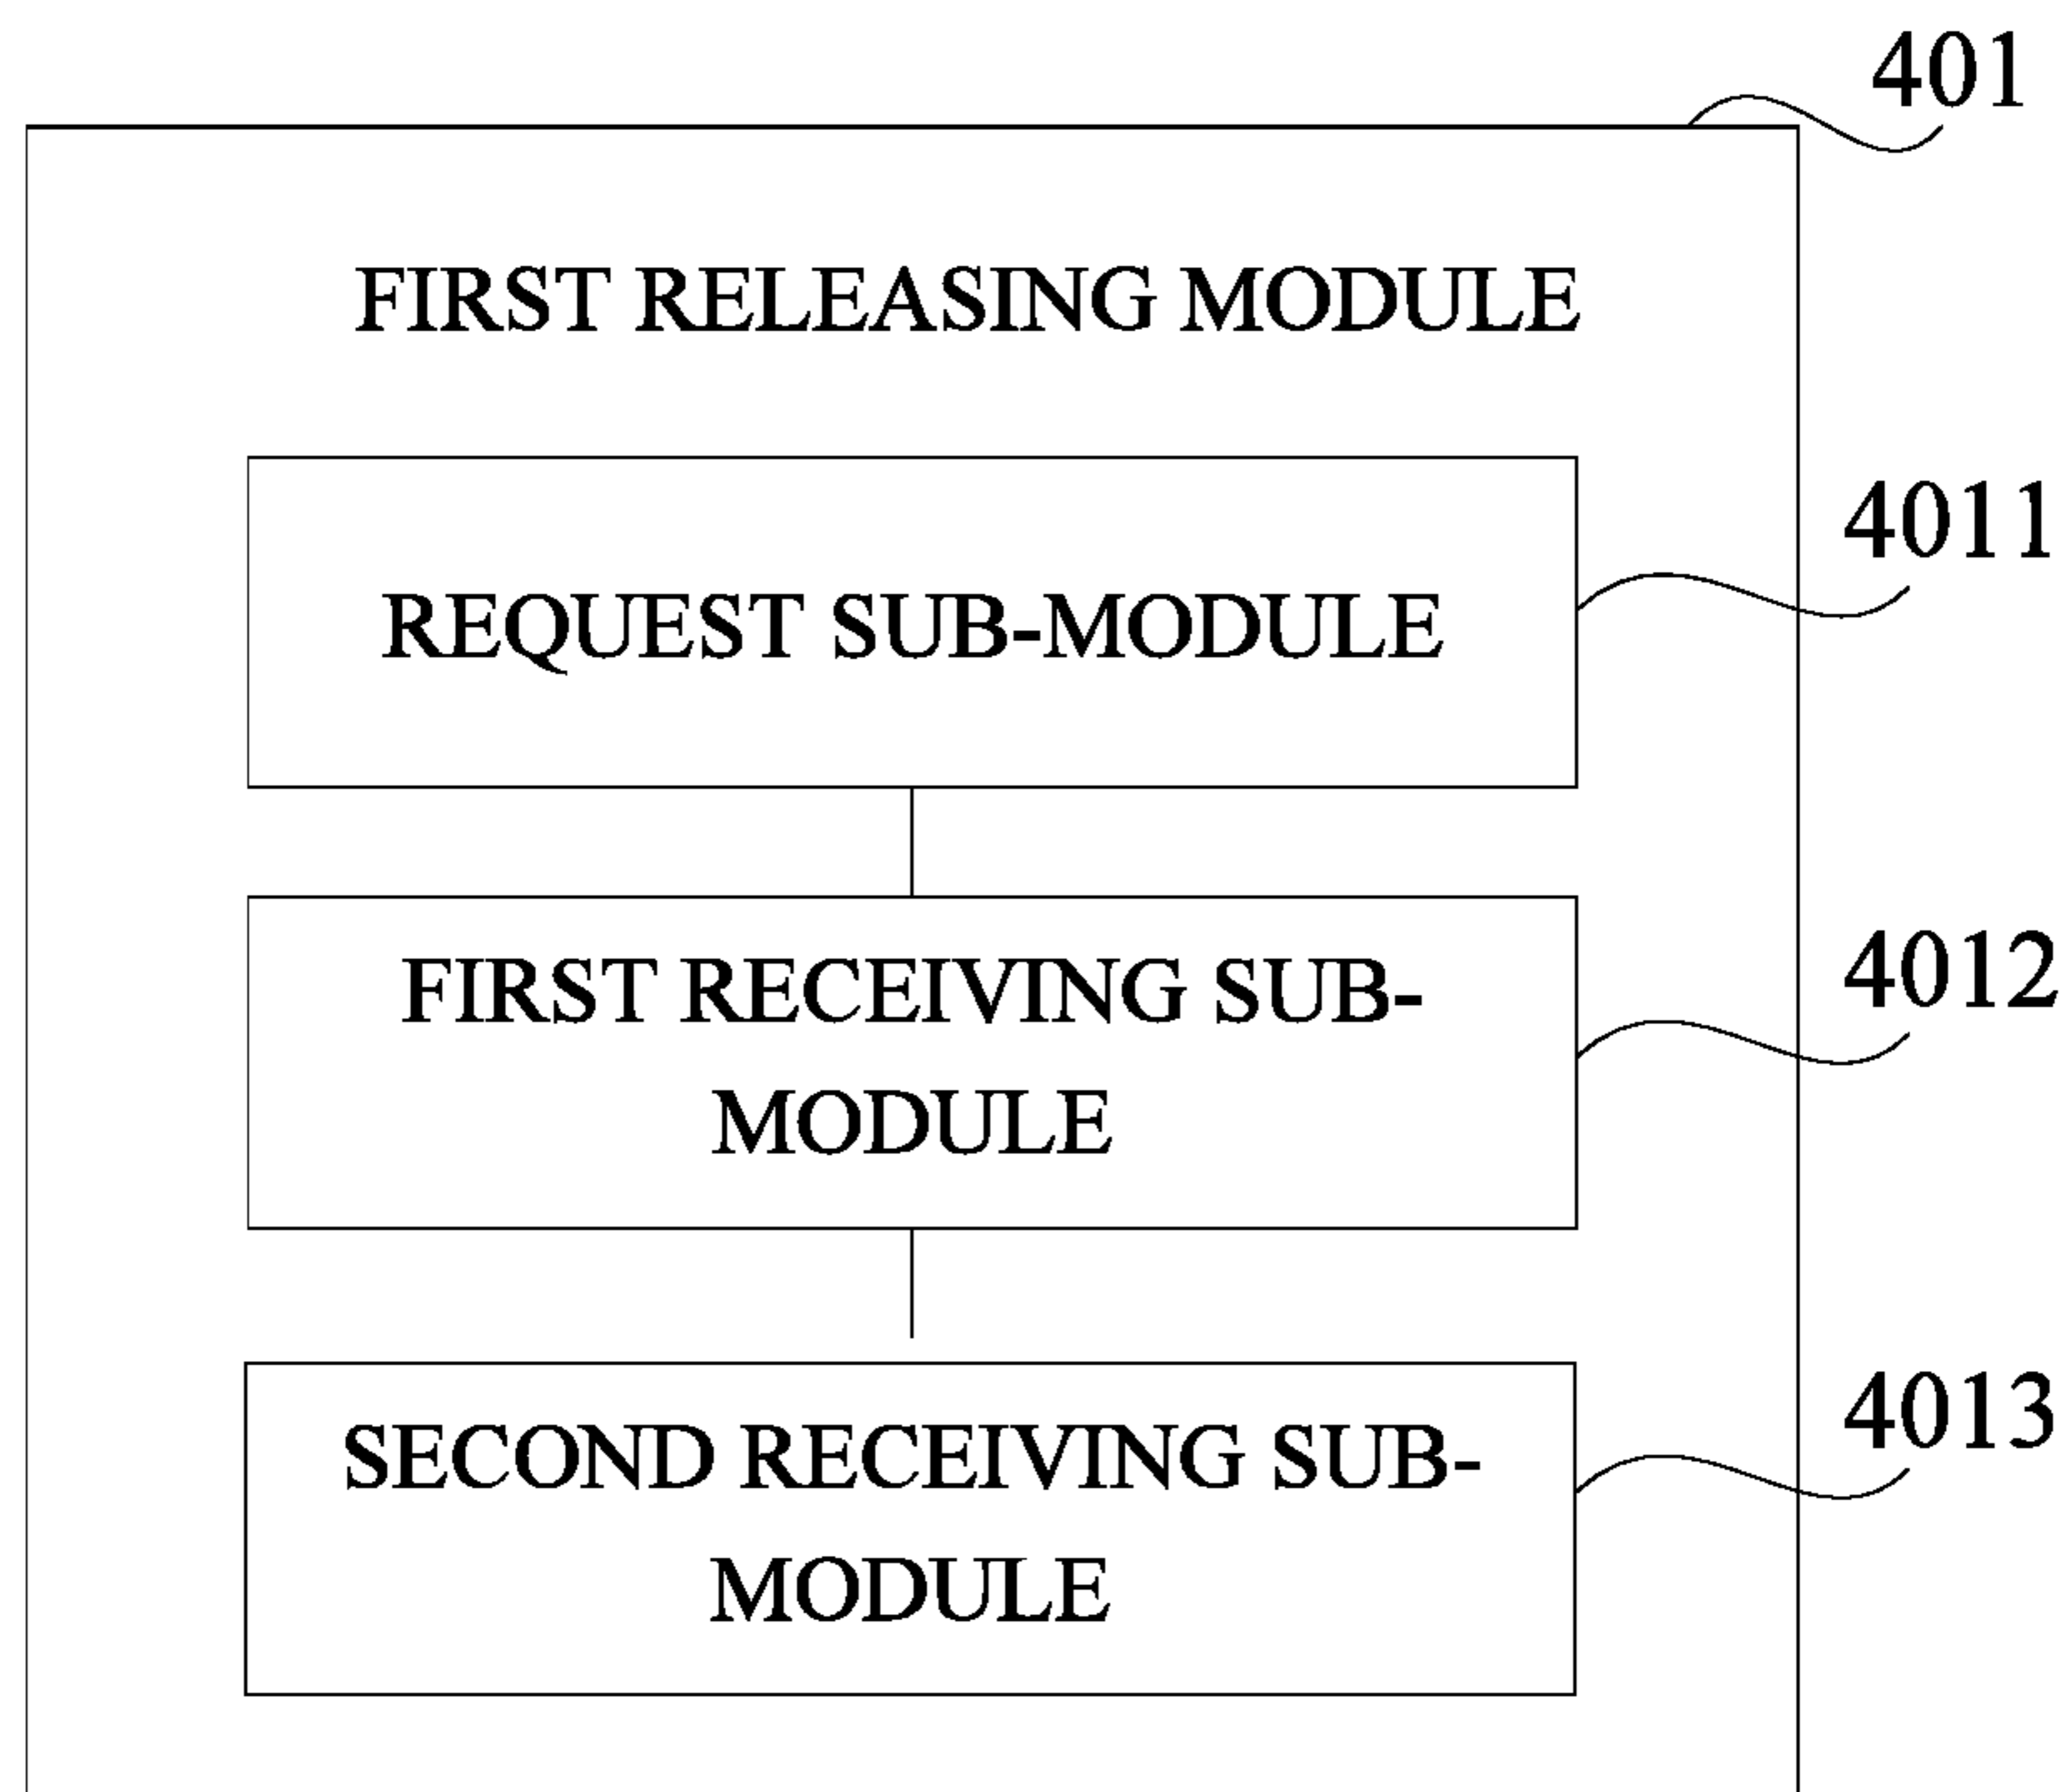 401
FIRST RELEASING MODULE
4011
REQUEST SUB-MODULE
4012
FIRST RECEIVING SUB-
MODULE
4013
SECOND RECEIVING SUB-
MODULE